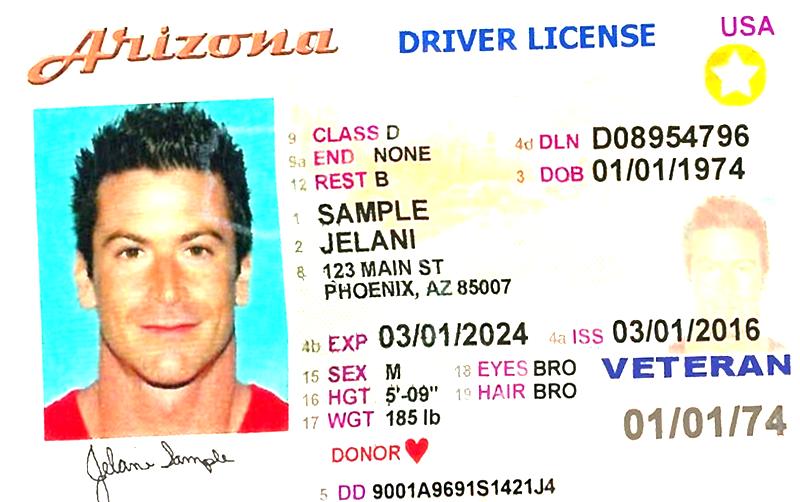 Arizona DRIVER LICENSE USA
9 CLASS D 4d DLN D08954796
9a END NONE 3 DOB 01/01/1974
12 REST B
1 SAMPLE
2 JELANI
8 123 MAIN ST
PHOENIX, AZ 85007
4b EXP 03/01/2024 4a ISS 03/01/2016
15 SEX M 18 EYES BRO VETERAN
16 HGT 5'-09" 19 HAIR BRO
17 WGT 185 lb 01/01/74
DONOR
Jelani Sample
5 DD 9001A9691S1421J4